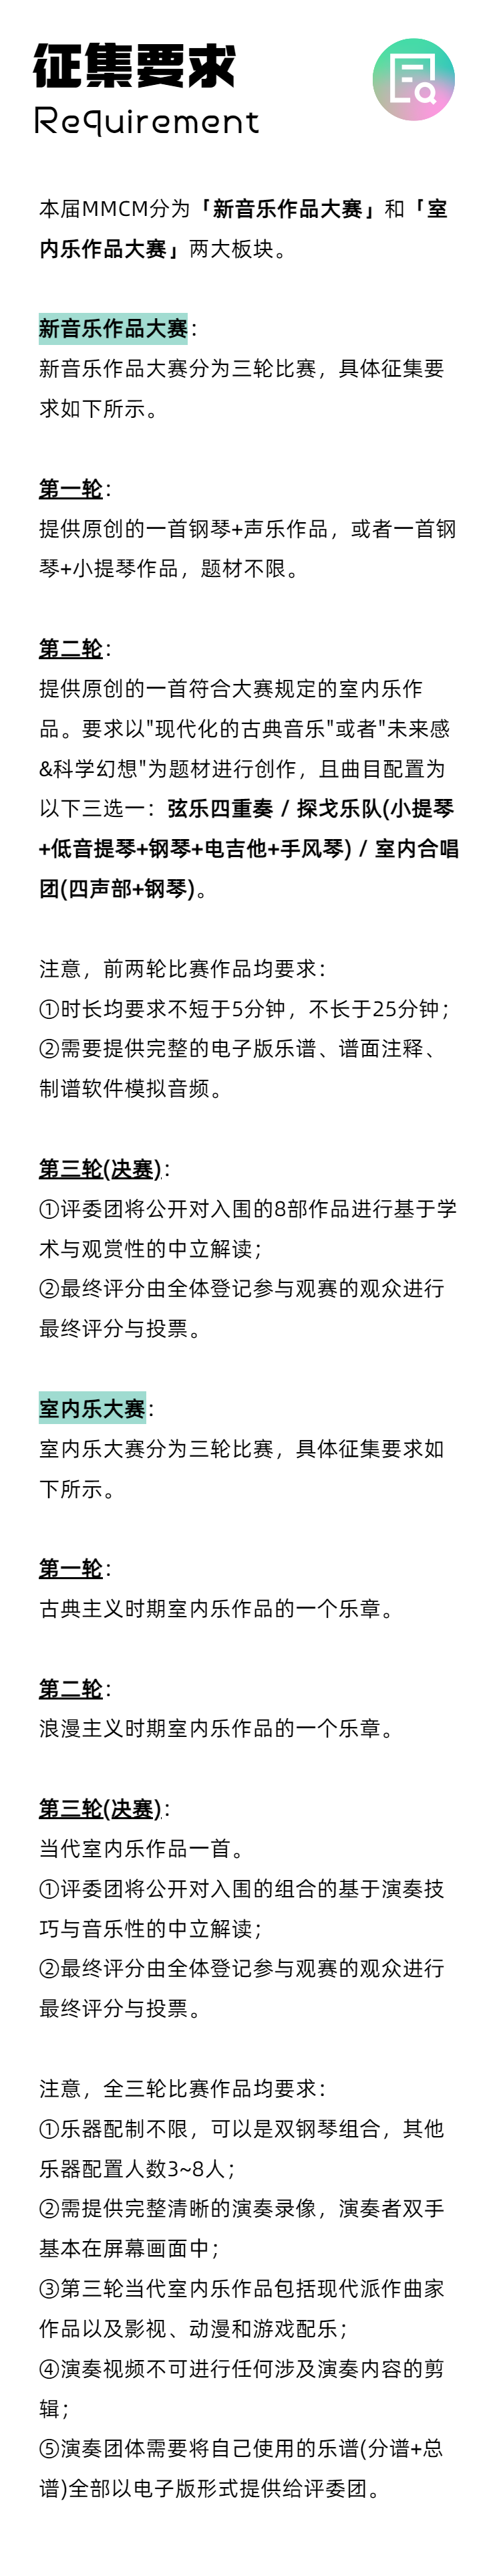 征集要求
Requirement
本届MMCM分为「新音乐作品大赛」和「室
内乐作品大赛」两大板块。
新音乐作品大赛：
新音乐作品大赛分为三轮比赛，具体征集要
求如下所示。
第一轮：
提供原创的一首钢琴+声乐作品，或者一首钢
琴+小提琴作品，题材不限。
第二轮：
提供原创的一首符合大赛规定的室内乐作
品。要求以"现代化的古典音乐"或者"未来感
&科学幻想"为题材进行创作，且曲目配置为
以下三选一：弦乐四重奏 / 探戈乐队(小提琴
+低音提琴+钢琴+电吉他+手风琴) / 室内合唱
团(四声部+钢琴)。
注意，前两轮比赛作品均要求：
①时长均要求不短于5分钟，不长于25分钟；
②需要提供完整的电子版乐谱、谱面注释、
制谱软件模拟音频。
第三轮(决赛)：
①评委团将公开对入围的8部作品进行基于学
术与观赏性的中立解读；
②最终评分由全体登记参与观赛的观众进行
最终评分与投票。
室内乐大赛：
室内乐大赛分为三轮比赛，具体征集要求如
下所示。
第一轮：
古典主义时期室内乐作品的一个乐章。
第二轮：
浪漫主义时期室内乐作品的一个乐章。
第三轮(决赛)：
当代室内乐作品一首。
①评委团将公开对入围的组合的基于演奏技
巧与音乐性的中立解读；
②最终评分由全体登记参与观赛的观众进行
最终评分与投票。
注意，全三轮比赛作品均要求：
①乐器配制不限，可以是双钢琴组合，其他
乐器配置人数3~8人；
②需提供完整清晰的演奏录像，演奏者双手
基本在屏幕画面中；
③第三轮当代室内乐作品包括现代派作曲家
作品以及影视、动漫和游戏配乐；
④演奏视频不可进行任何涉及演奏内容的剪
辑；
⑤演奏团体需要将自己使用的乐谱(分谱+总
谱)全部以电子版形式提供给评委团。